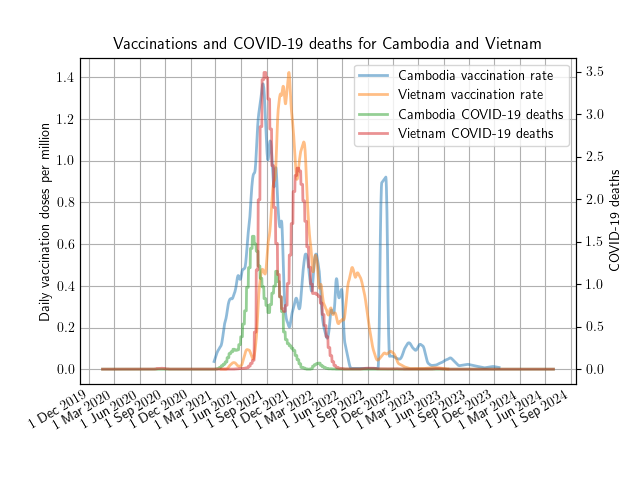 Vaccinations and COVID-19 deaths for Cambodia and Vietnam
Cambodia vaccination rate
Vietnam vaccination rate
Cambodia COVID-19 deaths
Vietnam COVID-19 deaths
Daily vaccination doses per million
1.4
1.2
1.0
0.8
0.6
0.4
0.2
0.0
COVID-19 deaths
3.5
3.0
2.5
2.0
1.5
1.0
0.5
0.0
1 Dec 2019
1 Mar 2020
1 Jun 2020
1 Sep 2020
1 Dec 2020
1 Mar 2021
1 Jun 2021
1 Sep 2021
1 Dec 2021
1 Mar 2022
1 Jun 2022
1 Sep 2022
1 Dec 2022
1 Mar 2023
1 Jun 2023
1 Sep 2023
1 Dec 2023
1 Mar 2024
1 Jun 2024
1 Sep 2024